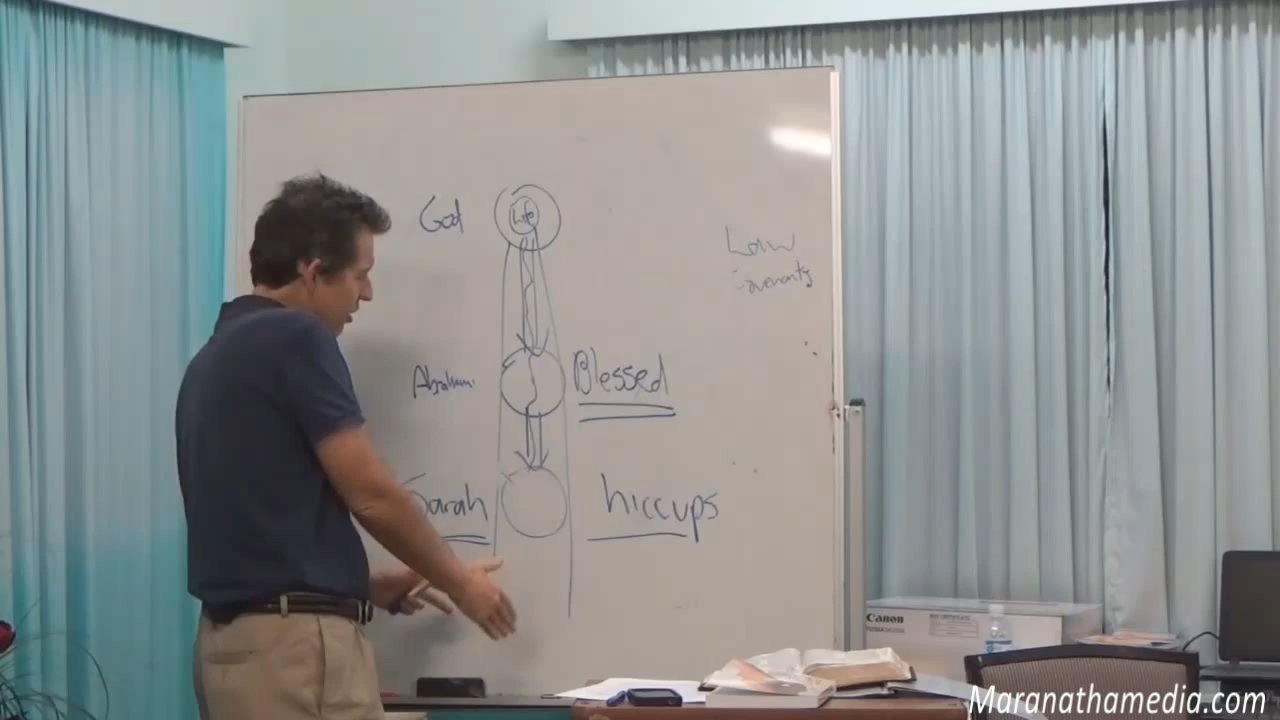 God
Life
Law
Covenants
Abraham
Blessed
Sarah
hiccups
Canon
Maranathamedia.com